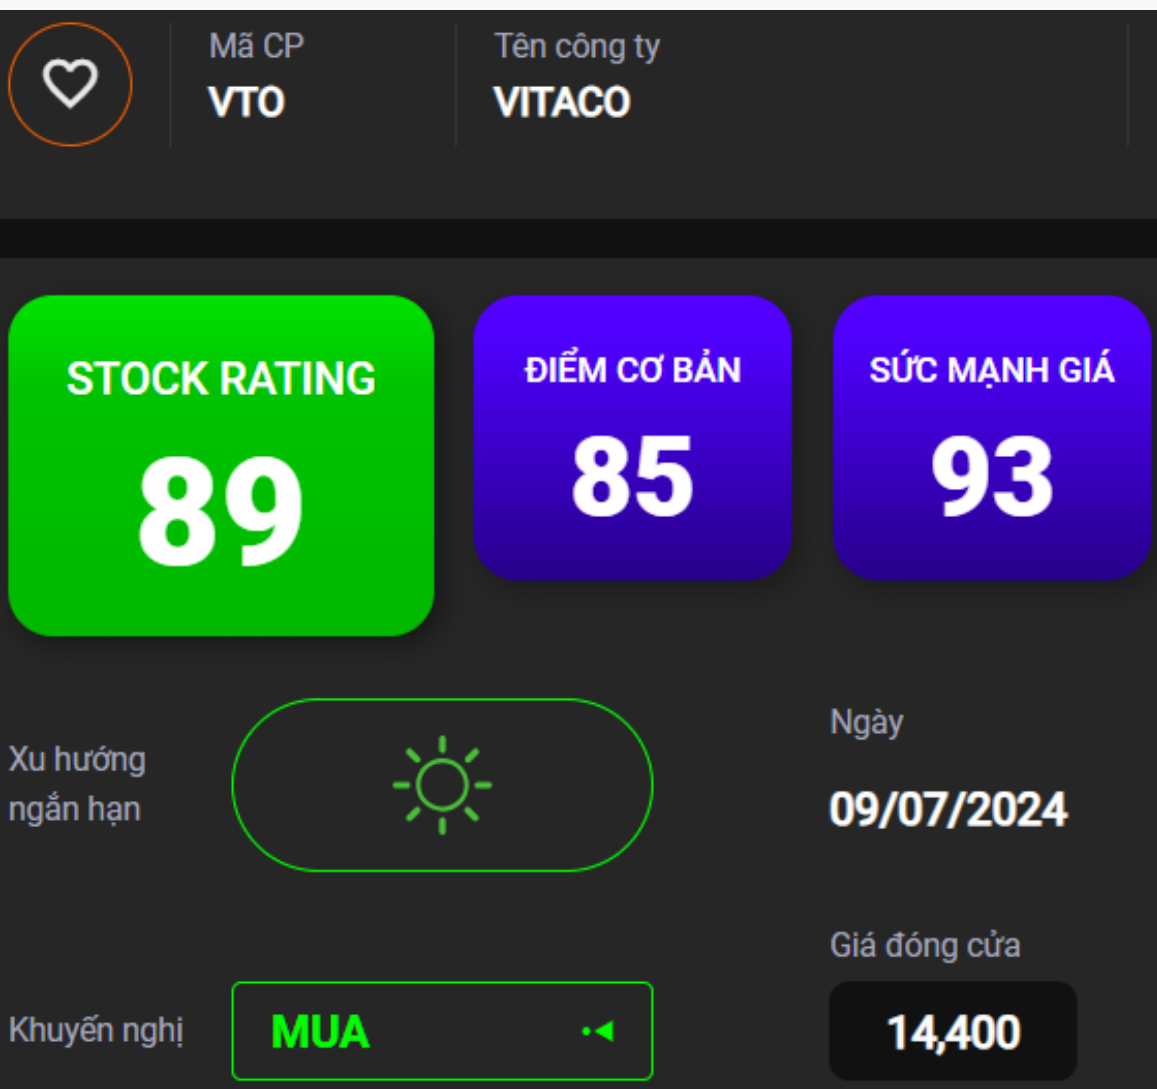 Mã CP
VTO
Tên công ty
VITACO
STOCK RATING
89
ĐIỂM CƠ BẢN
85
SỨC MẠNH GIÁ
93
Xu hướng
ngắn hạn
Ngày
09/07/2024
Khuyến nghị
MUA
Giá đóng cửa
14,400